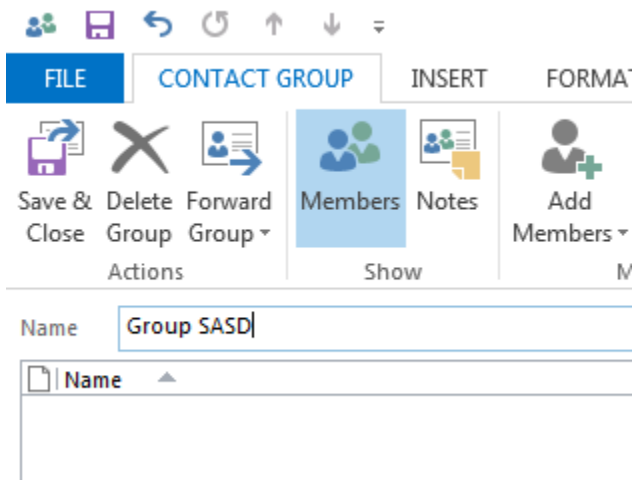 FILE CONTACT GROUP INSERT FORMAT
Save & Delete Forward Members Notes Add
Close Group Group Members
Actions Show M
Name Group SASD
Name